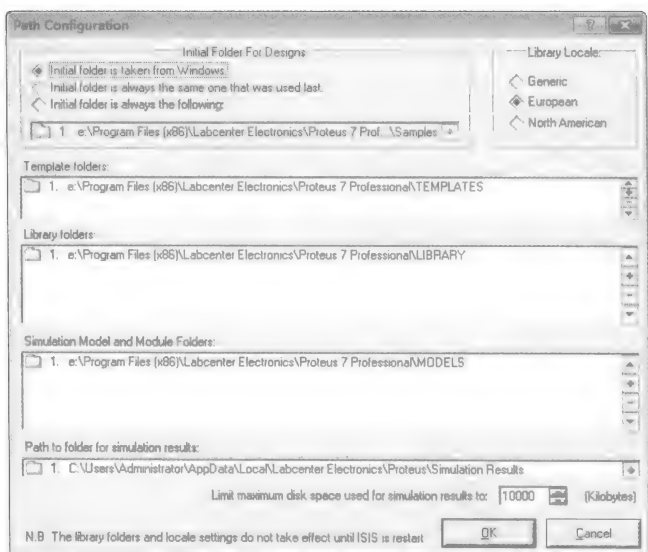 Path Configuration
Initial Folder For Designs
Initial folder is taken from Windows.
Initial folder is always the same one that was used last.
Initial folder is always the following:
1 e:\Program Files (x86)\Labcenter Electronics\Proteus 7 Prof...\Samples
Library Locale:
Generic
European
North American
Template folders:
1. e:\Program Files (x86)\Labcenter Electronics\Proteus 7 Professional\TEMPLATES
Library folders
1. e:\Program Files (x86)\Labcenter Electronics\Proteus 7 Professional\LIBRARY
Simulation Model and Module Folders:
1. e:\Program Files (x86)\Labcenter Electronics\Proteus 7 Professional\MODELS
Path to folder for simulation results:
1. C:\Users\Administrator\AppData\Local\Labcenter Electronics\Proteus\Simulation Results
Limit maximum disk space used for simulation results to: 10000 (Kilobytes)
N.B The library folders and locale settings do not take effect until ISIS is restart
OK
Cancel